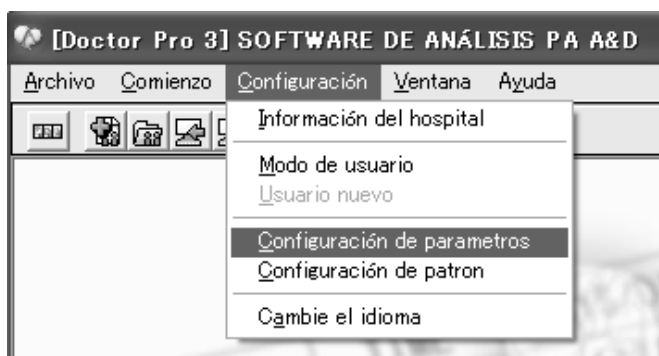 [Doctor Pro 3] SOFTWARE DE ANÁLISIS PA A&D
Archivo Comienzo Configuración Ventana Ayuda
Información del hospital
Modo de usuario
Usuario nuevo
Configuración de parametros
Configuración de patron
Cambie el idioma